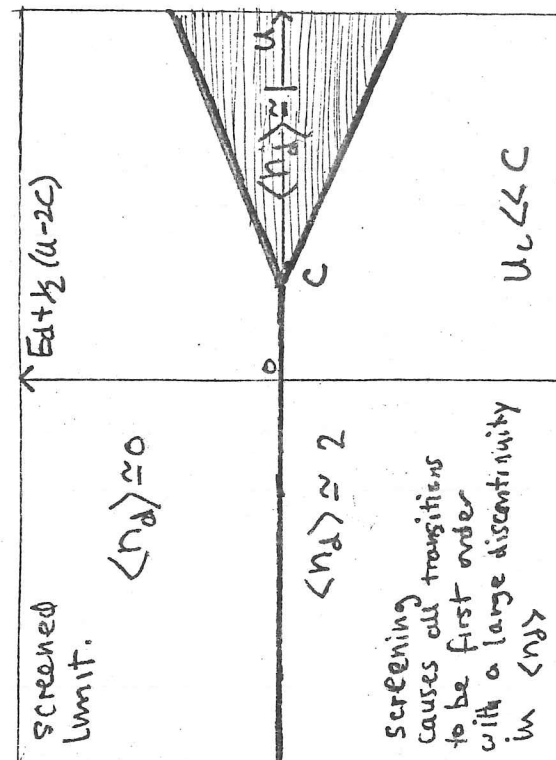 screened
limit.
Ed+½(u-2C)
⟨n_d⟩≃0
⟨n_d⟩≃1
u
0
C
⟨n_d⟩≃ 2
screening
causes all transitions
to be first order
with a large discontinuity
in ⟨n_d⟩
U_c << C